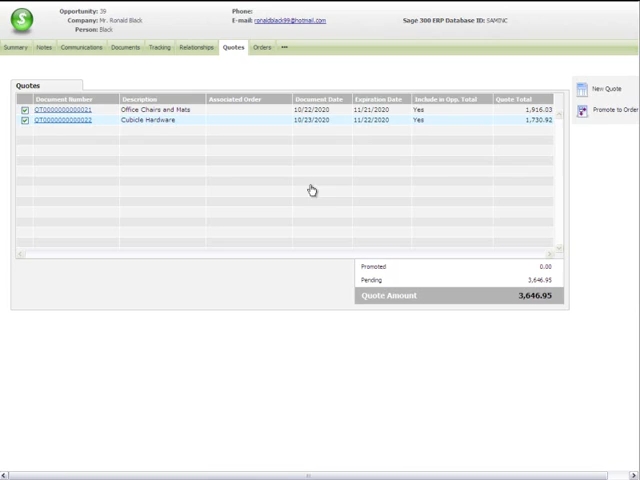 S
Opportunity: 39
Company: Mr. Ronald Black
Person: Black
Phone:
E-mail: ronaldblack99@hotmail.com
Sage 300 ERP Database ID: SAMINC
Summary Notes Communications Documents Tracking Relationships Quotes Orders •••
Quotes
Document Number Description Associated Order Document Date Expiration Date Include in Opp. Total Quote Total
QT0000000000021 Office Chairs and Mats 10/22/2020 11/21/2020 Yes 1,916.03
QT0000000000022 Cubicle Hardware 10/23/2020 11/22/2020 Yes 1,730.92
Promoted 0.00
Pending 3,646.95
Quote Amount 3,646.95
New Quote
Promote to Order